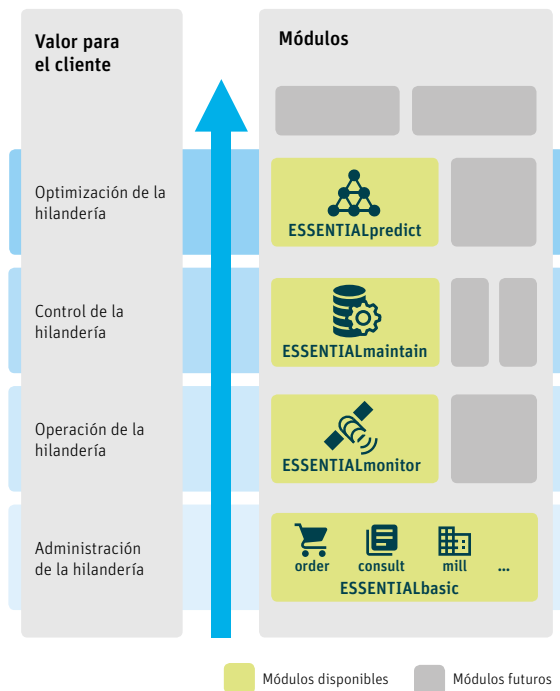 Valor para
el cliente
Módulos
Optimización de la
hilandería
ESSENTIALpredict
Control de la
hilandería
ESSENTIALmaintain
Operación de la
hilandería
ESSENTIALmonitor
Administración
de la hilandería
order consult mill ...
ESSENTIALbasic
Módulos disponibles
Módulos futuros